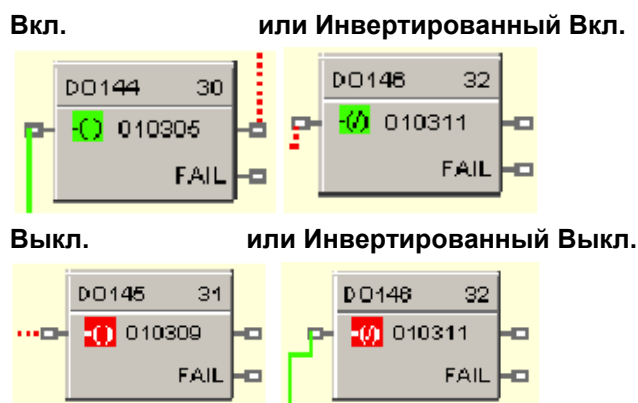 Вкл. или Инвертированный Вкл.
DO144 30
-( ) 010305
FAIL
DO146 32
-(/) 010311
FAIL
Выкл. или Инвертированный Выкл.
DO145 31
-( ) 010309
FAIL
DO146 32
-(/) 010311
FAIL